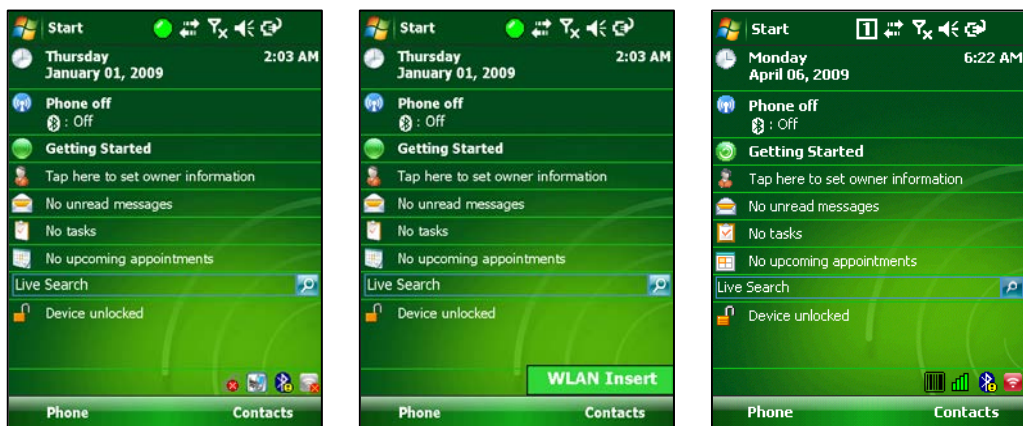 Start
Thursday 2:03 AM
January 01, 2009
Phone off
: Off
Getting Started
Tap here to set owner information
No unread messages
No tasks
No upcoming appointments
Live Search
Device unlocked
Phone Contacts
Start
Thursday 2:03 AM
January 01, 2009
Phone off
: Off
Getting Started
Tap here to set owner information
No unread messages
No tasks
No upcoming appointments
Live Search
Device unlocked
WLAN Insert
Phone Contacts
Start 1
Monday 6:22 AM
April 06, 2009
Phone off
: Off
Getting Started
Tap here to set owner information
No unread messages
No tasks
No upcoming appointments
Live Search
Device unlocked
Phone Contacts